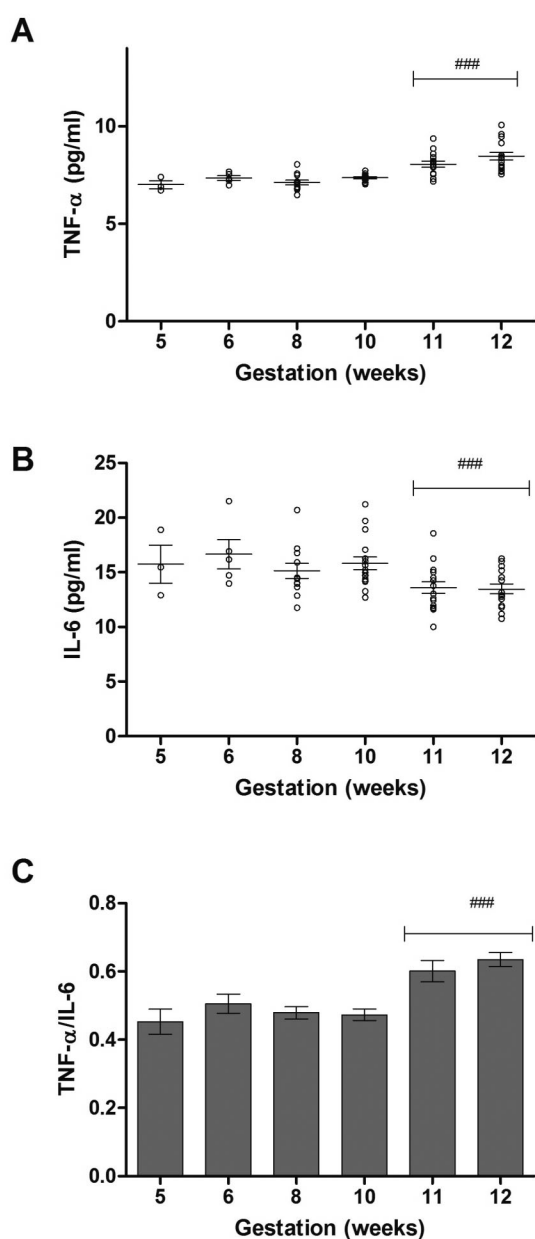 A
###
TNF-α (pg/ml)
10
5
0
5 6 8 10 11 12
Gestation (weeks)
B
###
IL-6 (pg/ml)
25
20
15
10
5
0
5 6 8 10 11 12
Gestation (weeks)
C
###
TNF-α/IL-6
0.8
0.6
0.4
0.2
0.0
5 6 8 10 11 12
Gestation (weeks)